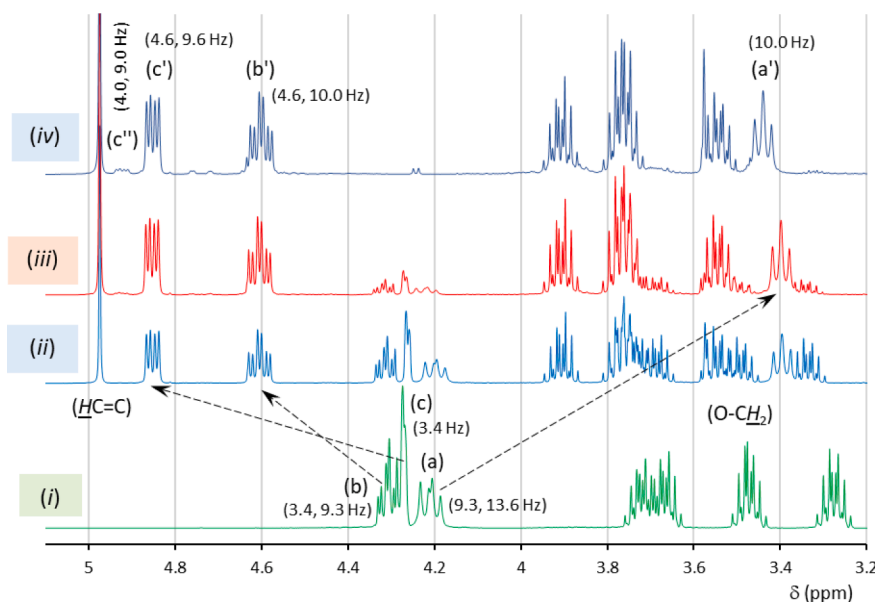 (4.0, 9.0 Hz)
(4.6, 9.6 Hz)
(c')
(b')
(4.6, 10.0 Hz)
(10.0 Hz)
(a')
(c'')
(iv)
(iii)
(ii)
(HC=C)
(c)
(3.4 Hz)
(O-CH₂)
(b)
(a)
(3.4, 9.3 Hz)
(9.3, 13.6 Hz)
(i)
5 4.8 4.6 4.4 4.2 4 3.8 3.6 3.4 3.2
δ (ppm)